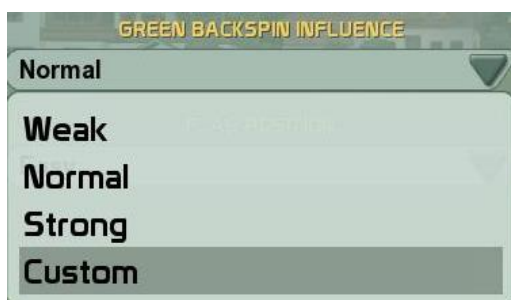 GREEN BACKSPIN INFLUENCE
Normal
Weak
Normal
Strong
Custom